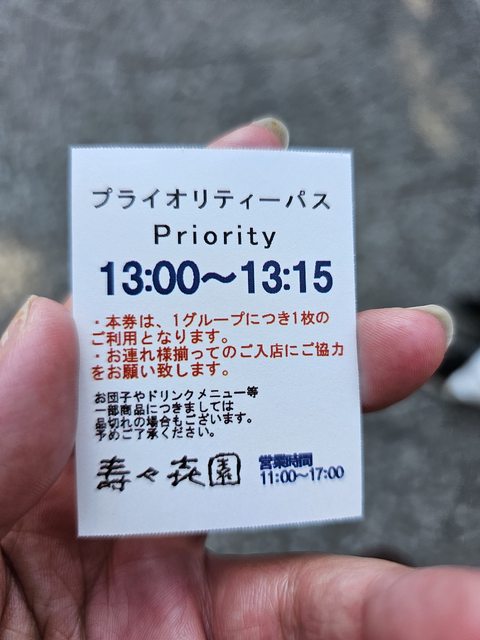 プライオリティーパス
Priority
13:00～13:15
・本券は、1グループにつき1枚の
ご利用となります。
・お連れ様揃ってのご入店にご協力
をお願い致します。
お団子やドリンクメニュー等
一部商品につきましては
品切れの場合もございます。
予めご了承ください。
寿々㐂園
営業時間
11:00～17:00